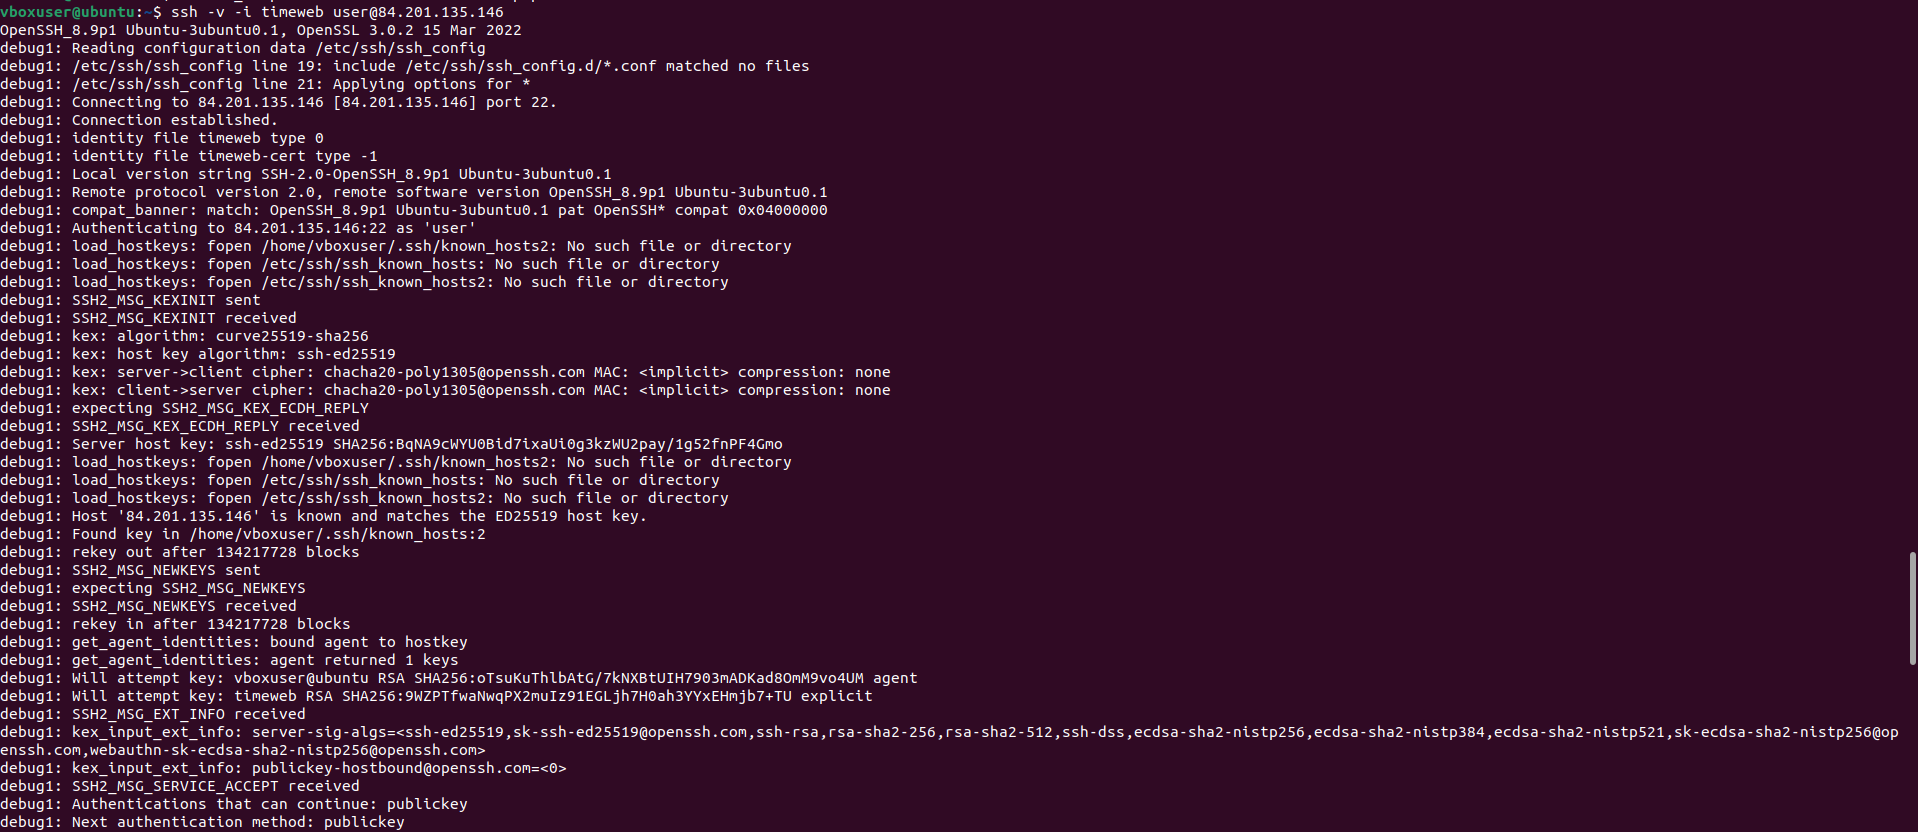 vboxuser@ubuntu:~$ ssh -v -i timeweb user@84.201.135.146
OpenSSH_8.9p1 Ubuntu-3ubuntu0.1, OpenSSL 3.0.2 15 Mar 2022
debug1: Reading configuration data /etc/ssh/ssh_config
debug1: /etc/ssh/ssh_config line 19: include /etc/ssh/ssh_config.d/*.conf matched no files
debug1: /etc/ssh/ssh_config line 21: Applying options for *
debug1: Connecting to 84.201.135.146 [84.201.135.146] port 22.
debug1: Connection established.
debug1: identity file timeweb type 0
debug1: identity file timeweb-cert type -1
debug1: Local version string SSH-2.0-OpenSSH_8.9p1 Ubuntu-3ubuntu0.1
debug1: Remote protocol version 2.0, remote software version OpenSSH_8.9p1 Ubuntu-3ubuntu0.1
debug1: compat_banner: match: OpenSSH_8.9p1 Ubuntu-3ubuntu0.1 pat OpenSSH* compat 0x04000000
debug1: Authenticating to 84.201.135.146:22 as 'user'
debug1: load_hostkeys: fopen /home/vboxuser/.ssh/known_hosts2: No such file or directory
debug1: load_hostkeys: fopen /etc/ssh/ssh_known_hosts: No such file or directory
debug1: load_hostkeys: fopen /etc/ssh/ssh_known_hosts2: No such file or directory
debug1: SSH2_MSG_KEXINIT sent
debug1: SSH2_MSG_KEXINIT received
debug1: kex: algorithm: curve25519-sha256
debug1: kex: host key algorithm: ssh-ed25519
debug1: kex: server->client cipher: chacha20-poly1305@openssh.com MAC: <implicit> compression: none
debug1: kex: client->server cipher: chacha20-poly1305@openssh.com MAC: <implicit> compression: none
debug1: expecting SSH2_MSG_KEX_ECDH_REPLY
debug1: SSH2_MSG_KEX_ECDH_REPLY received
debug1: Server host key: ssh-ed25519 SHA256:BqNA9cWYU0Bid7ixaUi0g3kzWU2pay/1g52fnPF4Gmo
debug1: load_hostkeys: fopen /home/vboxuser/.ssh/known_hosts2: No such file or directory
debug1: load_hostkeys: fopen /etc/ssh/ssh_known_hosts: No such file or directory
debug1: load_hostkeys: fopen /etc/ssh/ssh_known_hosts2: No such file or directory
debug1: Host '84.201.135.146' is known and matches the ED25519 host key.
debug1: Found key in /home/vboxuser/.ssh/known_hosts:2
debug1: rekey out after 134217728 blocks
debug1: SSH2_MSG_NEWKEYS sent
debug1: expecting SSH2_MSG_NEWKEYS
debug1: SSH2_MSG_NEWKEYS received
debug1: rekey in after 134217728 blocks
debug1: get_agent_identities: bound agent to hostkey
debug1: get_agent_identities: agent returned 1 keys
debug1: Will attempt key: vboxuser@ubuntu RSA SHA256:oTsuKuThlbAtG/7kNXBtUIH7903mADKad8OmM9vo4UM agent
debug1: Will attempt key: timeweb RSA SHA256:9WZPTfwaNwqPX2muIz91EGLjh7H0ah3YYxEHmjb7+TU explicit
debug1: SSH2_MSG_EXT_INFO received
debug1: kex_input_ext_info: server-sig-algs=<ssh-ed25519,sk-ssh-ed25519@openssh.com,ssh-rsa,rsa-sha2-256,rsa-sha2-512,ssh-dss,ecdsa-sha2-nistp256,ecdsa-sha2-nistp384,ecdsa-sha2-nistp521,sk-ecdsa-sha2-nistp256@op
enssh.com,webauthn-sk-ecdsa-sha2-nistp256@openssh.com>
debug1: kex_input_ext_info: publickey-hostbound@openssh.com=<0>
debug1: SSH2_MSG_SERVICE_ACCEPT received
debug1: Authentications that can continue: publickey
debug1: Next authentication method: publickey